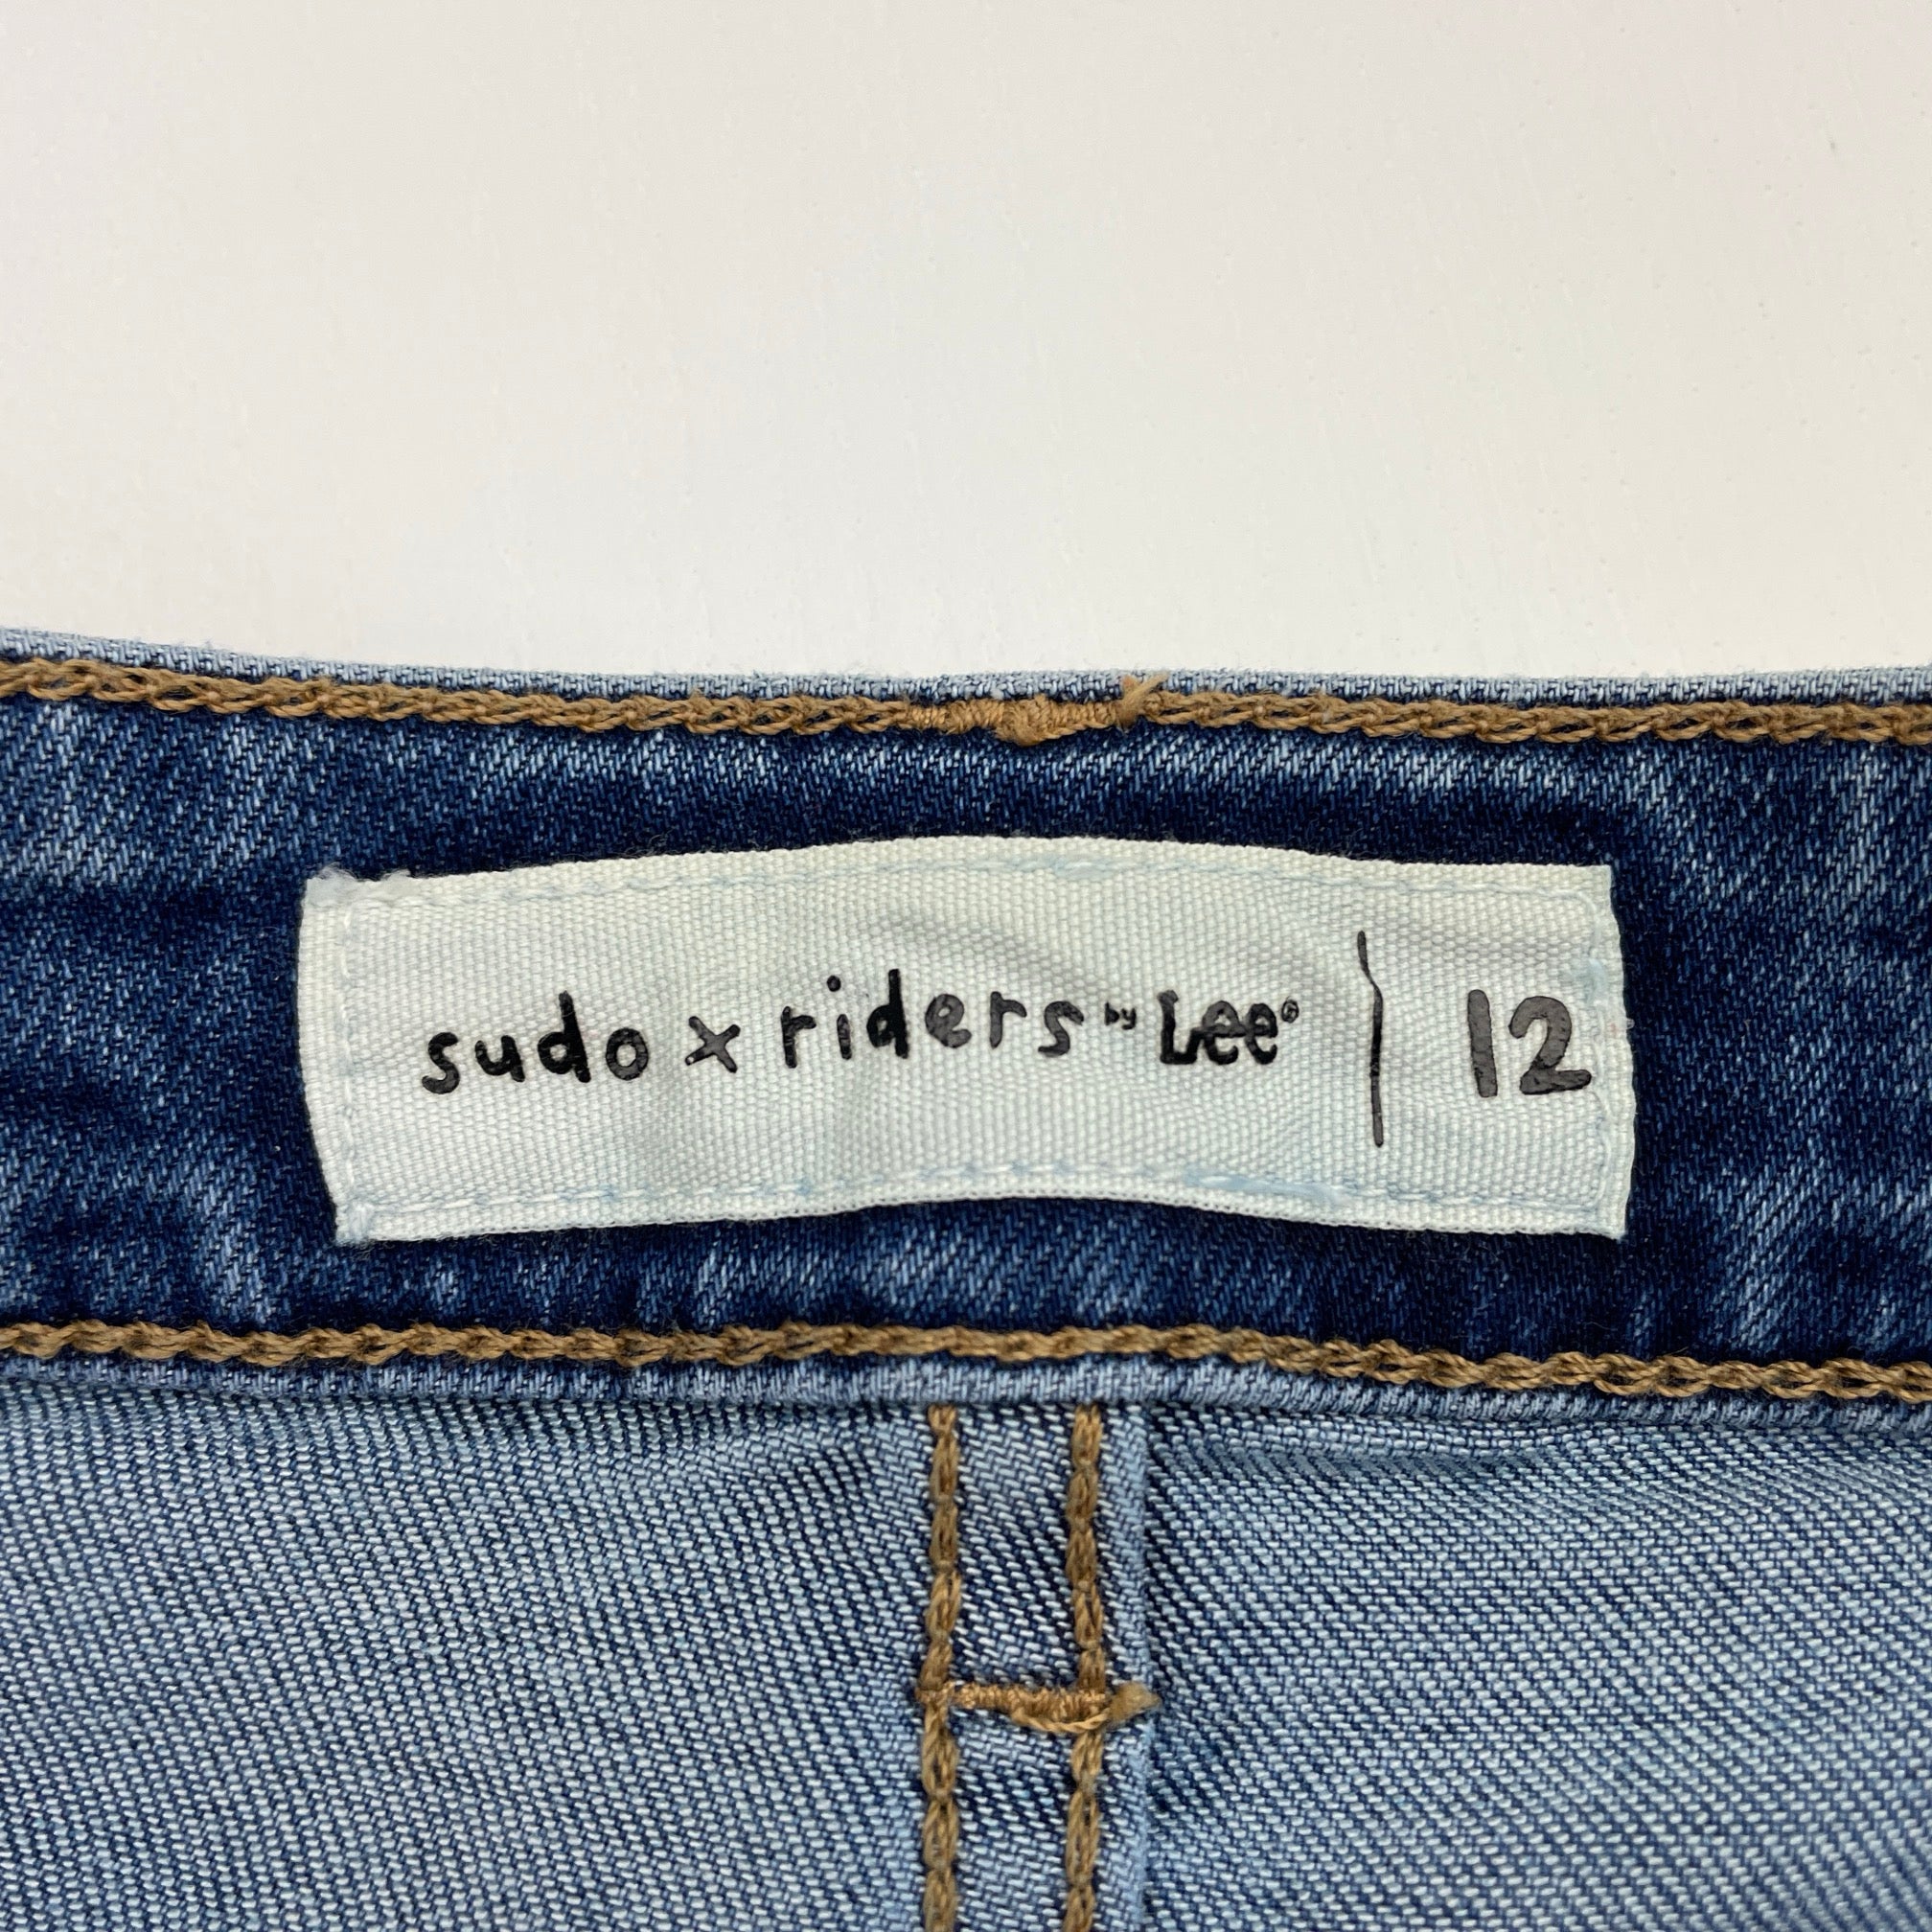 sudo x riders by Lee® | 12